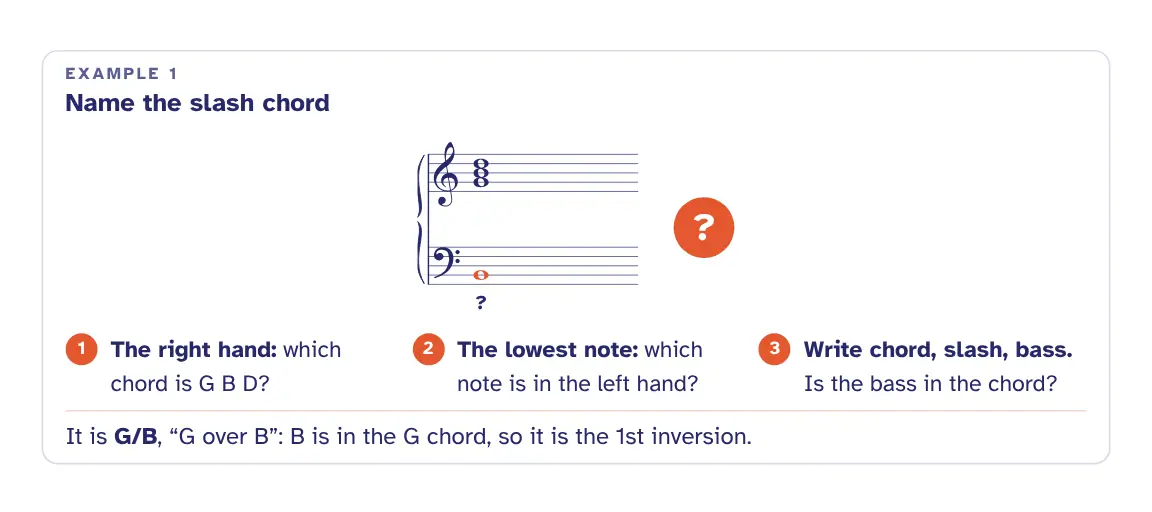 EXAMPLE 1
Name the slash chord
?
?
1 The right hand: which
chord is G B D?
2 The lowest note: which
note is in the left hand?
3 Write chord, slash, bass.
Is the bass in the chord?
It is G/B, “G over B”: B is in the G chord, so it is the 1st inversion.